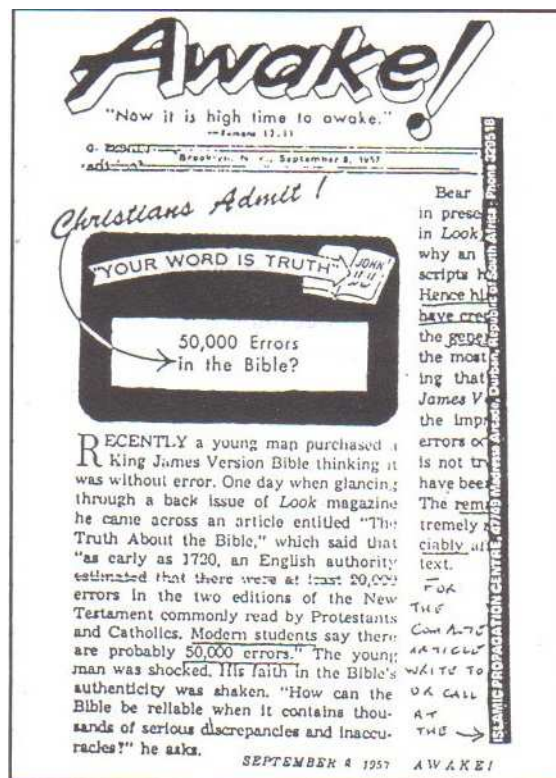 Awake!
"Now it is high time to awake."
—Romans 13:11
Brooklyn, N. Y., September 8, 1957
Christians Admit!
"YOUR WORD IS TRUTH"
JOHN
50,000 Errors
in the Bible?
RECENTLY a young man purchased a
King James Version Bible thinking it
was without error. One day when glancing
through a back issue of Look magazine
he came across an article entitled "The
Truth About the Bible," which said that
"as early as 1720, an English authority
estimated that there were at least 20,000
errors in the two editions of the New
Testament commonly read by Protestants
and Catholics. Modern students say there
are probably 50,000 errors." The young
man was shocked. His faith in the Bible's
authenticity was shaken. "How can the
Bible be reliable when it contains thou-
sands of serious discrepancies and inaccu-
racies?" he asks.
SEPTEMBER 8 1957 AWAKE!
Bear
in prese
in Look,
why an
scripts h
Hence hi
have cre
the gene
the most
ing that
James V
the imp
errors o
is not tr
have bee
The rem
tremely
ciably af
text.
FOR
THE
COMPLETE
ARTICLE
WRITE TO
OR CALL
AT
THE
ISLAMIC PROPAGATION CENTRE, 47/49 Madressa Arcade, Durban, Republic of South Africa - Phone 329518